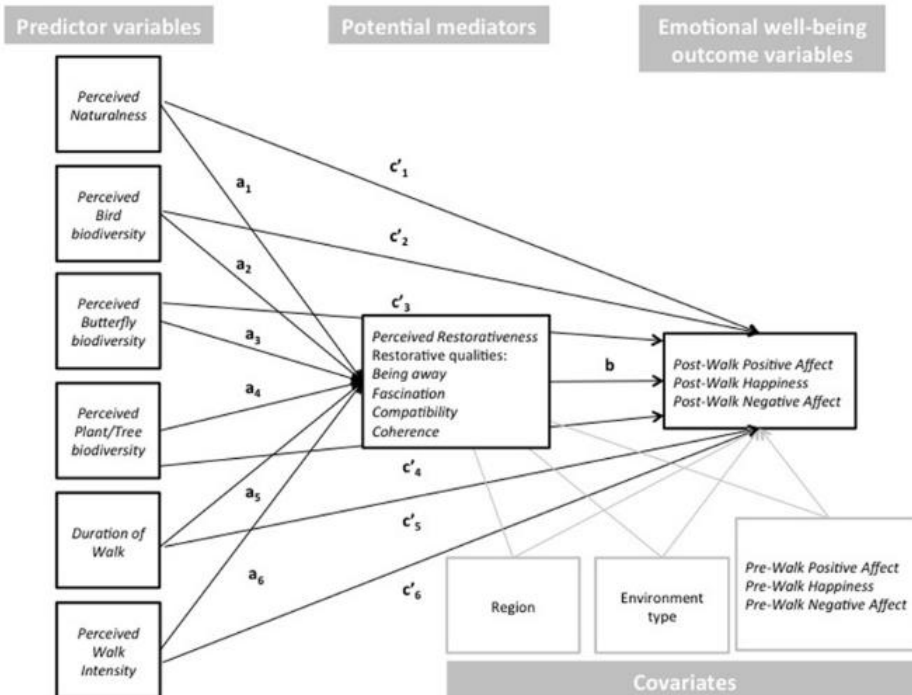 Predictor variables
Potential mediators
Emotional well-being
outcome variables
Perceived
Naturalness
Perceived
Bird
biodiversity
Perceived
Butterfly
biodiversity
Perceived
Plant/Tree
biodiversity
Duration of
Walk
Perceived
Walk
Intensity
a₁
a₂
a₃
a₄
a₅
a₆
c'₁
c'₂
c'₃
b
c'₄
c'₅
c'₆
Perceived Restorativeness
Restorative qualities:
Being away
Fascination
Compatibility
Coherence
Post-Walk Positive Affect
Post-Walk Happiness
Post-Walk Negative Affect
Region
Environment
type
Pre-Walk Positive Affect
Pre-Walk Happiness
Pre-Walk Negative Affect
Covariates